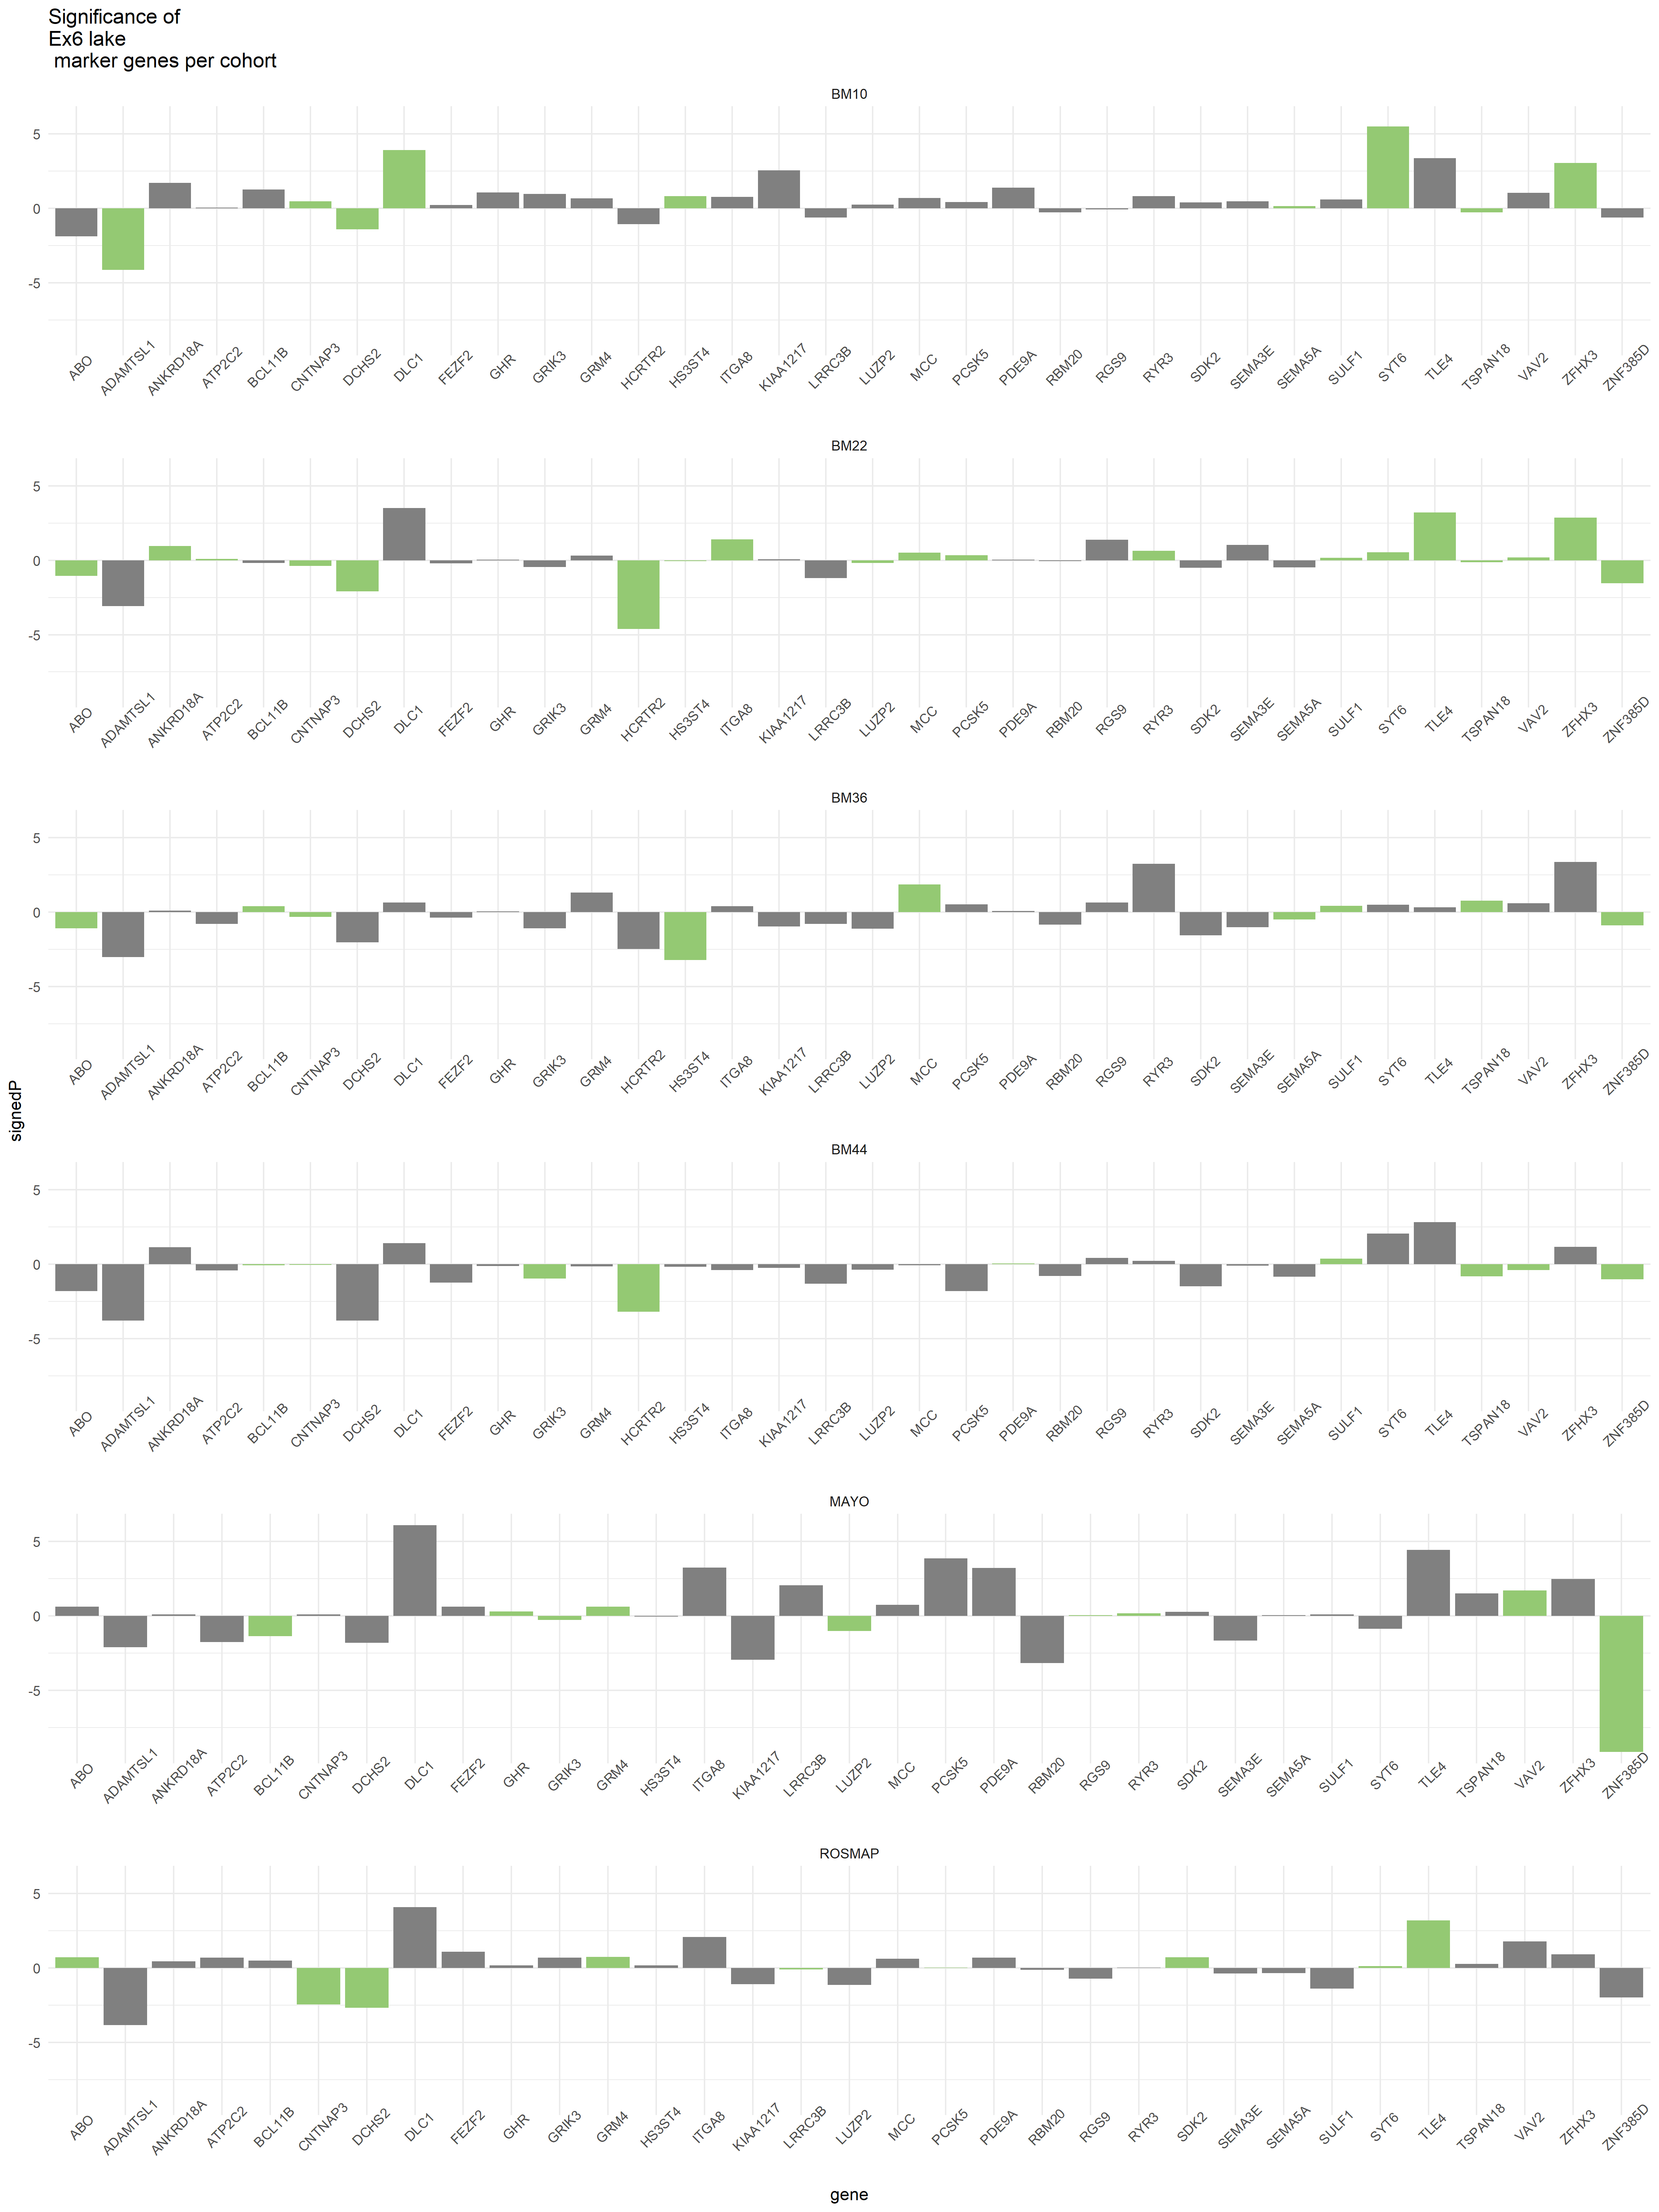 Significance of
Ex6 lake
marker genes per cohort
signedP
BM10
5
0
-5
ABO ADAMTSL1 ANKRD18A ATP2C2 BCL11B CNTNAP3 DCHS2 DLC1 FEZF2 GHR GRIK3 GRM4 HCRTR2 HS3ST4 ITGA8 KIAA1217 LRRC3B LUZP2 MCC PCSK5 PDE9A RBM20 RGS9 RYR3 SDK2 SEMA3E SEMA5A SULF1 SYT6 TLE4 TSPAN18 VAV2 ZFHX3 ZNF385D
BM22
5
0
-5
ABO ADAMTSL1 ANKRD18A ATP2C2 BCL11B CNTNAP3 DCHS2 DLC1 FEZF2 GHR GRIK3 GRM4 HCRTR2 HS3ST4 ITGA8 KIAA1217 LRRC3B LUZP2 MCC PCSK5 PDE9A RBM20 RGS9 RYR3 SDK2 SEMA3E SEMA5A SULF1 SYT6 TLE4 TSPAN18 VAV2 ZFHX3 ZNF385D
BM36
5
0
-5
ABO ADAMTSL1 ANKRD18A ATP2C2 BCL11B CNTNAP3 DCHS2 DLC1 FEZF2 GHR GRIK3 GRM4 HCRTR2 HS3ST4 ITGA8 KIAA1217 LRRC3B LUZP2 MCC PCSK5 PDE9A RBM20 RGS9 RYR3 SDK2 SEMA3E SEMA5A SULF1 SYT6 TLE4 TSPAN18 VAV2 ZFHX3 ZNF385D
BM44
5
0
-5
ABO ADAMTSL1 ANKRD18A ATP2C2 BCL11B CNTNAP3 DCHS2 DLC1 FEZF2 GHR GRIK3 GRM4 HCRTR2 HS3ST4 ITGA8 KIAA1217 LRRC3B LUZP2 MCC PCSK5 PDE9A RBM20 RGS9 RYR3 SDK2 SEMA3E SEMA5A SULF1 SYT6 TLE4 TSPAN18 VAV2 ZFHX3 ZNF385D
MAYO
5
0
-5
ABO ADAMTSL1 ANKRD18A ATP2C2 BCL11B CNTNAP3 DCHS2 DLC1 FEZF2 GHR GRIK3 GRM4 HS3ST4 ITGA8 KIAA1217 LRRC3B LUZP2 MCC PCSK5 PDE9A RBM20 RGS9 RYR3 SDK2 SEMA3E SEMA5A SULF1 SYT6 TLE4 TSPAN18 VAV2 ZFHX3 ZNF385D
ROSMAP
5
0
-5
ABO ADAMTSL1 ANKRD18A ATP2C2 BCL11B CNTNAP3 DCHS2 DLC1 FEZF2 GHR GRIK3 GRM4 HS3ST4 ITGA8 KIAA1217 LRRC3B LUZP2 MCC PCSK5 PDE9A RBM20 RGS9 RYR3 SDK2 SEMA3E SEMA5A SULF1 SYT6 TLE4 TSPAN18 VAV2 ZFHX3 ZNF385D
gene